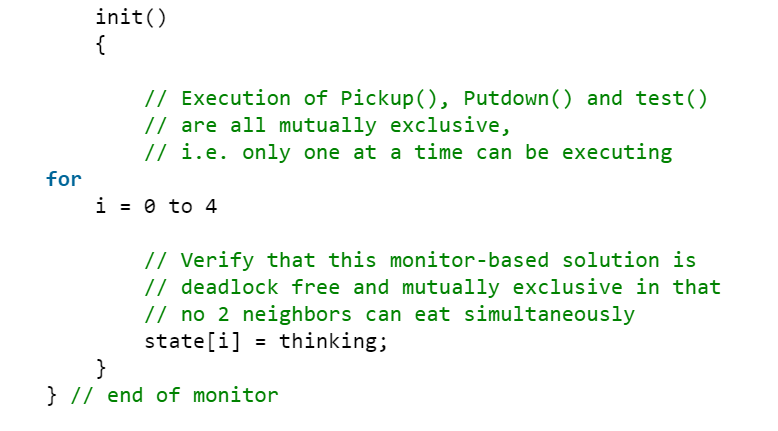 init()
{
// Execution of Pickup(), Putdown() and test()
// are all mutually exclusive,
// i.e. only one at a time can be executing
for
i = 0 to 4
// Verify that this monitor-based solution is
// deadlock free and mutually exclusive in that
// no 2 neighbors can eat simultaneously
state[i] = thinking;
}
} // end of monitor